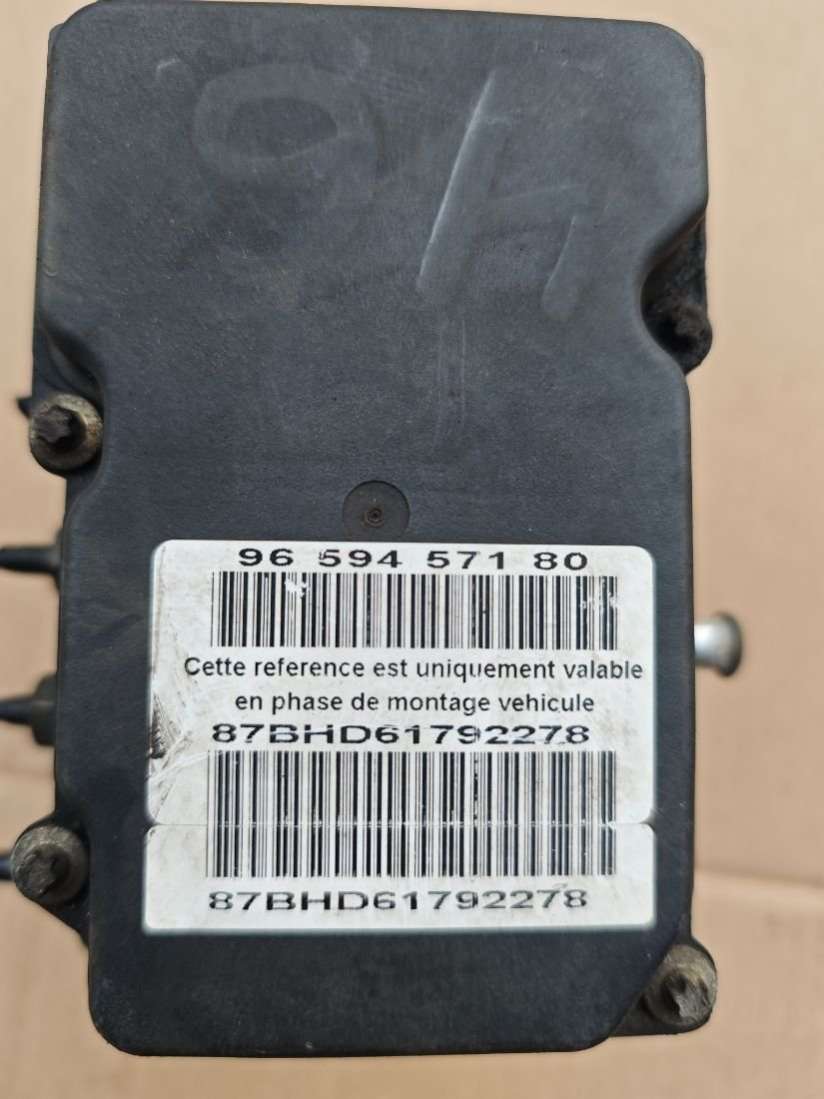 96 594 571 80
Cette reference est uniquement valable
en phase de montage vehicule
87BHD61792278
87BHD61792278